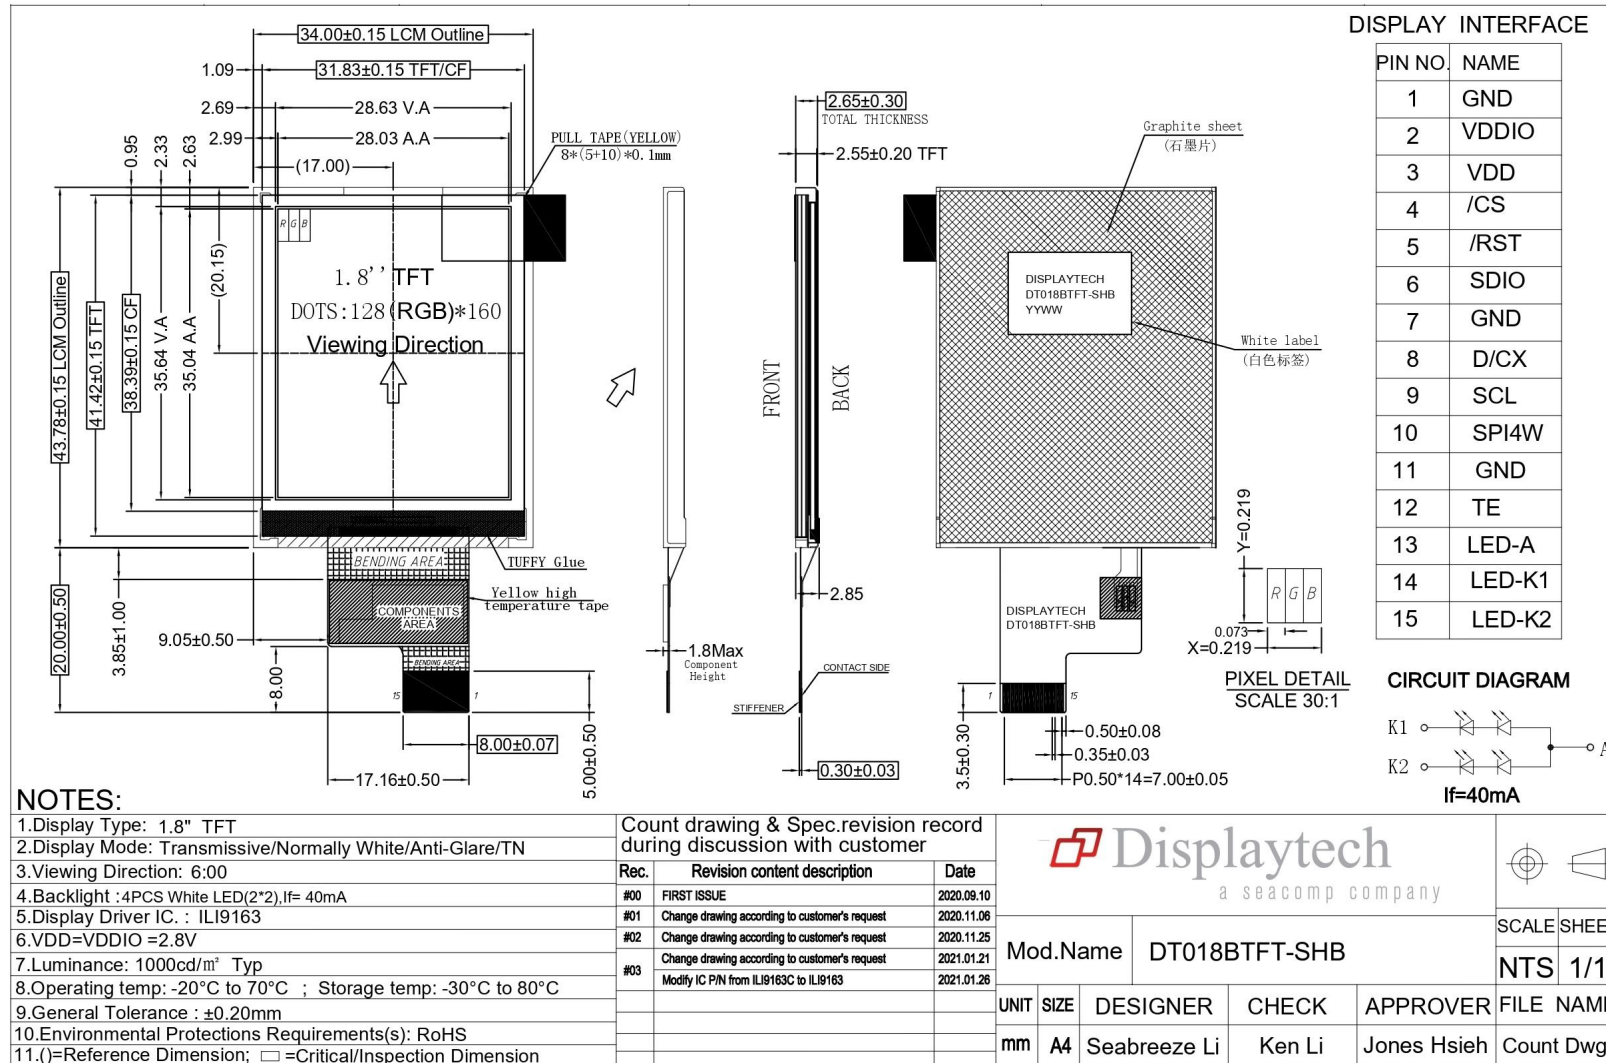 DISPLAY INTERFACE
PIN NO. NAME
1 GND
2 VDDIO
3 VDD
4 /CS
5 /RST
6 SDIO
7 GND
8 D/CX
9 SCL
10 SPI4W
11 GND
12 TE
13 LED-A
14 LED-K1
15 LED-K2
34.00±0.15 LCM Outline
1.09
31.83±0.15 TFT/CF
2.69
28.63 V.A
2.99
28.03 A.A
(17.00)
0.95
2.33
2.63
PULL TAPE(YELLOW)
8*(5+10)*0.1mm
43.78±0.15 LCM Outline
41.42±0.15 TFT
38.39±0.15 CF
35.64 V.A
35.04 A.A
(20.15)
R G B
1.8'' TFT
DOTS:128(RGB)*160
Viewing Direction
TUFFY Glue
BENDING AREA
Yellow high
temperature tape
COMPONENTS
AREA
BENDING AREA
15
1
20.00±0.50
3.85±1.00
9.05±0.50
8.00
8.00±0.07
17.16±0.50
5.00±0.50
1.8Max
Component
Height
2.65±0.30
TOTAL THICKNESS
2.55±0.20 TFT
FRONT
BACK
2.85
CONTACT SIDE
STIFFENER
0.30±0.03
Graphite sheet
(石墨片)
DISPLAYTECH
DT018BTFT-SHB
YYWW
White label
(白色标签)
DISPLAYTECH
DT018BTFT-SHB
1
15
3.5±0.30
0.50±0.08
0.35±0.03
P0.50*14=7.00±0.05
Y=0.219
R G B
0.073
X=0.219
PIXEL DETAIL
SCALE 30:1
CIRCUIT DIAGRAM
K1
K2
A
If=40mA
NOTES:
1.Display Type: 1.8" TFT
2.Display Mode: Transmissive/Normally White/Anti-Glare/TN
3.Viewing Direction: 6:00
4.Backlight :4PCS White LED(2*2),If= 40mA
5.Display Driver IC. : ILI9163
6.VDD=VDDIO =2.8V
7.Luminance: 1000cd/m² Typ
8.Operating temp: -20°C to 70°C ; Storage temp: -30°C to 80°C
9.General Tolerance : ±0.20mm
10.Environmental Protections Requirements(s): RoHS
11.()=Reference Dimension; =Critical/Inspection Dimension
Count drawing & Spec.revision record
during discussion with customer
Rec. Revision content description Date
#00 FIRST ISSUE 2020.09.10
#01 Change drawing according to customer's request 2020.11.06
#02 Change drawing according to customer's request 2020.11.25
#03 Change drawing according to customer's request 2021.01.21
Modify IC P/N from ILI9163C to ILI9163 2021.01.26
Displaytech
a seacomp company
Mod.Name DT018BTFT-SHB
SCALE SHEE
NTS 1/1
UNIT SIZE DESIGNER CHECK APPROVER FILE NAM
mm A4 Seabreeze Li Ken Li Jones Hsieh Count Dwg